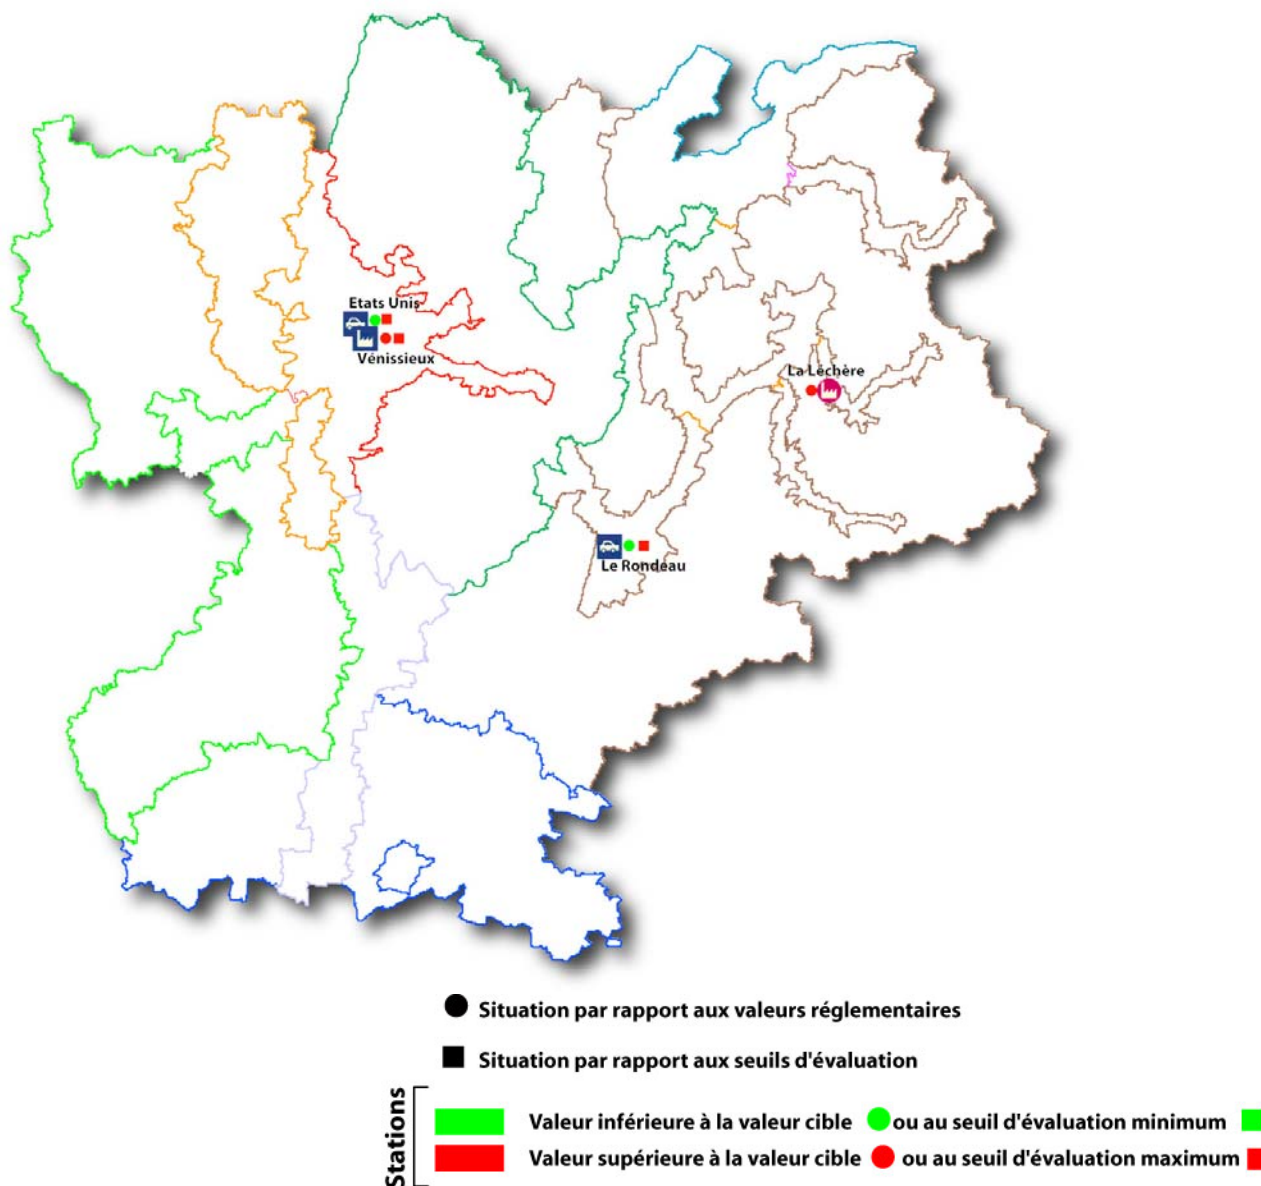 Etats Unis
Vénissieux
La Léchère
Le Rondeau
Situation par rapport aux valeurs réglementaires
Situation par rapport aux seuils d'évaluation
Stations
Valeur inférieure à la valeur cible ou au seuil d'évaluation minimum
Valeur supérieure à la valeur cible ou au seuil d'évaluation maximum